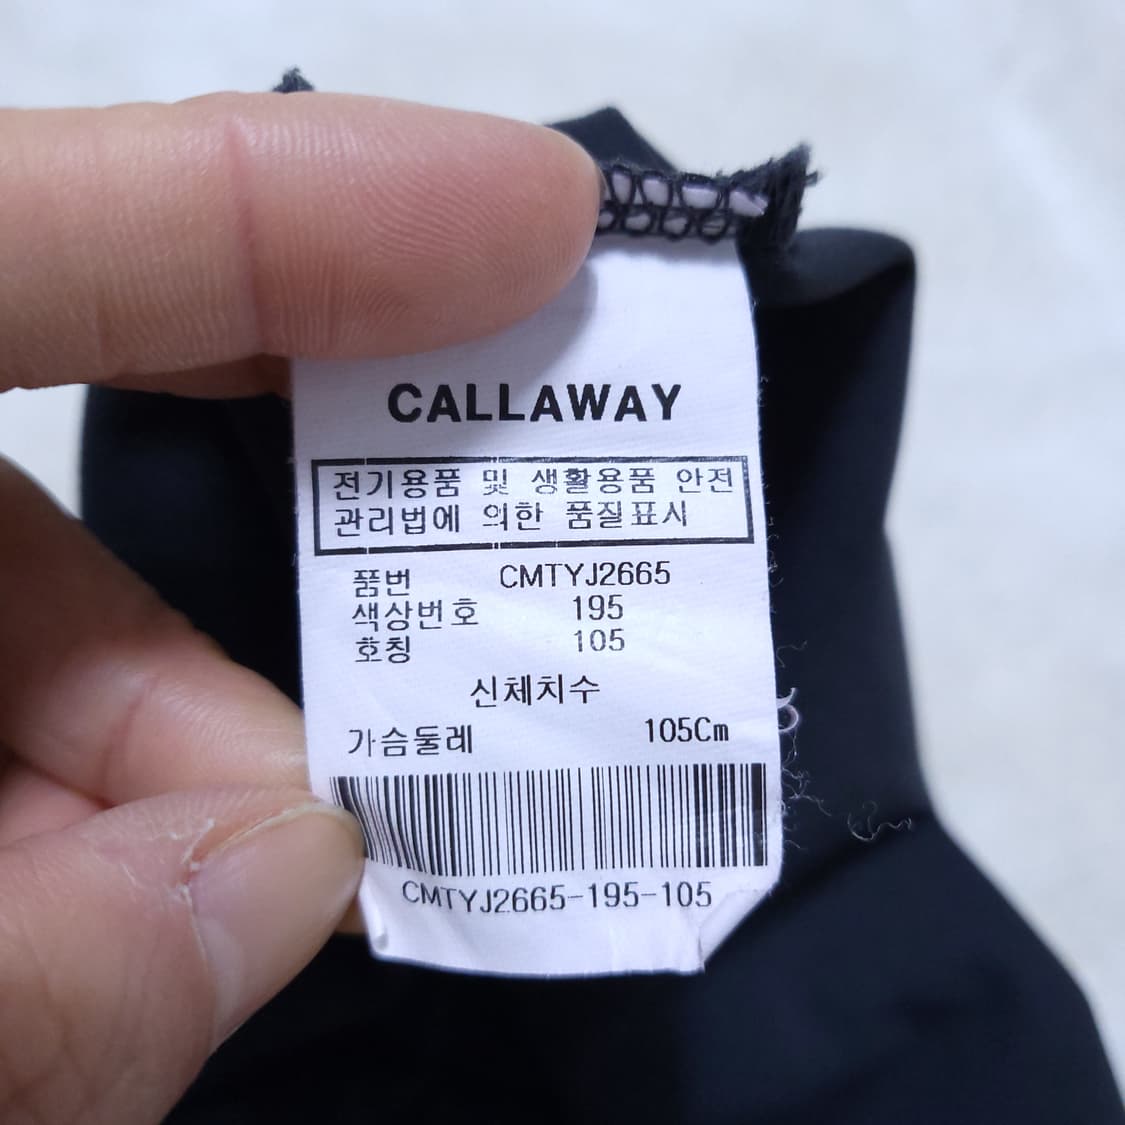 CALLAWAY
전기용품 및 생활용품 안전
관리법에 의한 품질표시
품번 CMTYJ2665
색상번호 195
호칭 105
신체치수
가슴둘레 105Cm
CMTYJ2665-195-105